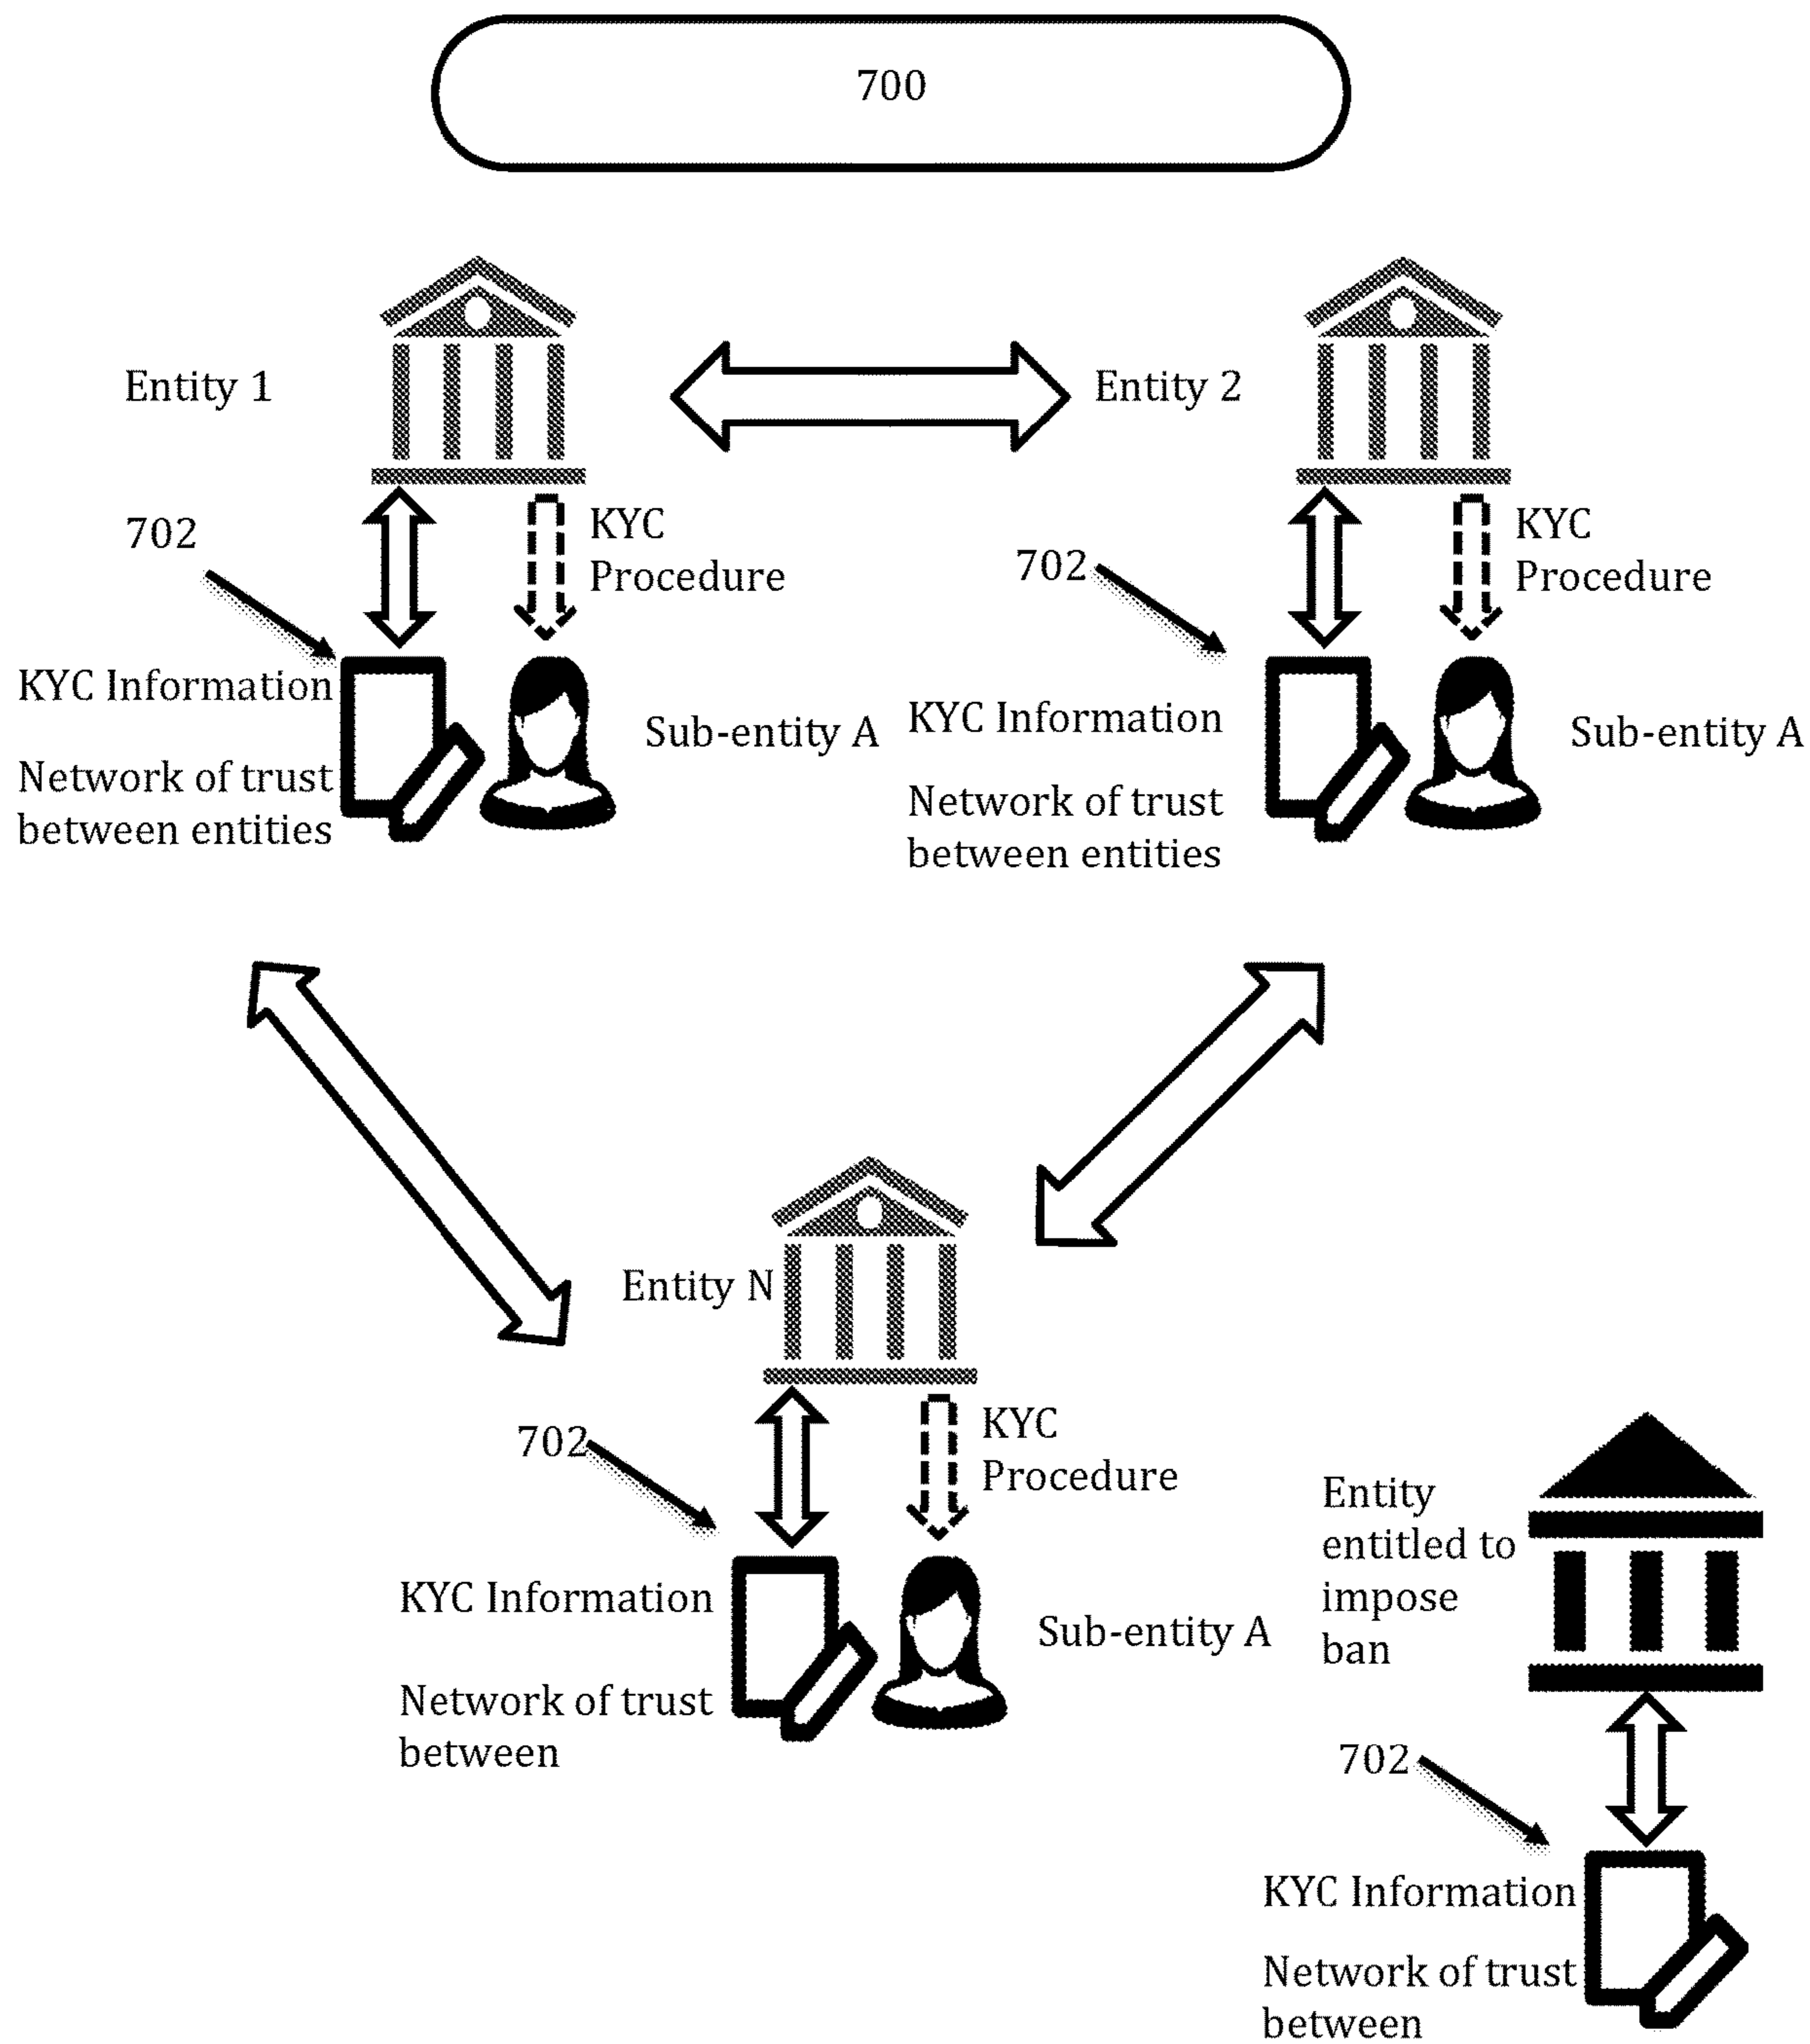 700
Entity 1
Entity 2
702
KYC
Procedure
702
KYC
Procedure
KYC Information
Sub-entity A
Network of trust
between entities
KYC Information
Sub-entity A
Network of trust
between entities
Entity N
702
KYC
Procedure
KYC Information
Sub-entity A
Network of trust
between
Entity
entitled to
impose
ban
702
KYC Information
Network of trust
between